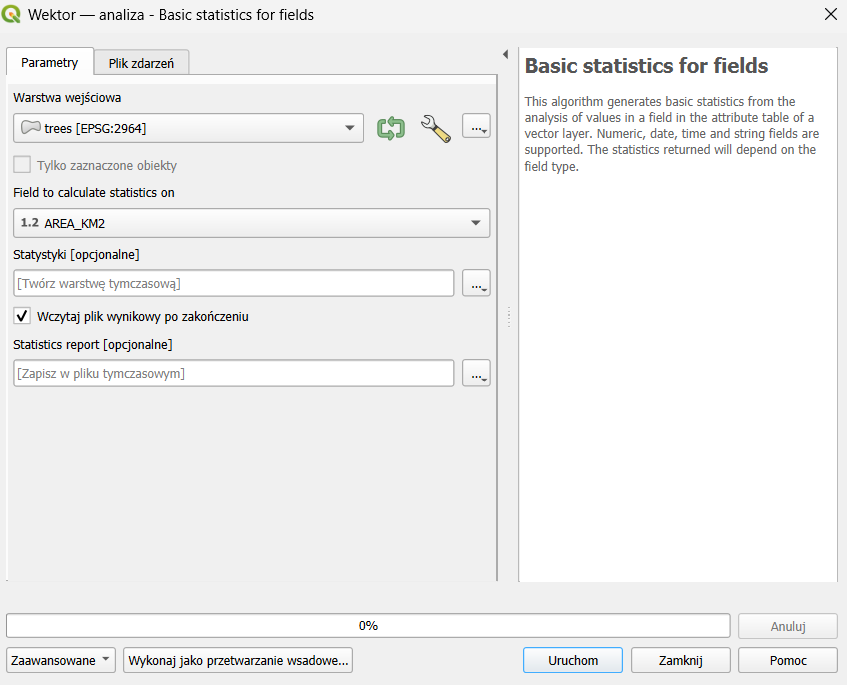 Wektor — analiza - Basic statistics for fields
Parametry
Plik zdarzeń
Warstwa wejściowa
trees [EPSG:2964]
...
Tylko zaznaczone obiekty
Field to calculate statistics on
1.2 AREA_KM2
Statystyki [opcjonalne]
[Twórz warstwę tymczasową]
...
Wczytaj plik wynikowy po zakończeniu
Statistics report [opcjonalne]
[Zapisz w pliku tymczasowym]
...
Basic statistics for fields
This algorithm generates basic statistics from the
analysis of values in a field in the attribute table of a
vector layer. Numeric, date, time and string fields are
supported. The statistics returned will depend on the
field type.
0%
Anuluj
Zaawansowane
Wykonaj jako przetwarzanie wsadowe...
Uruchom
Zamknij
Pomoc